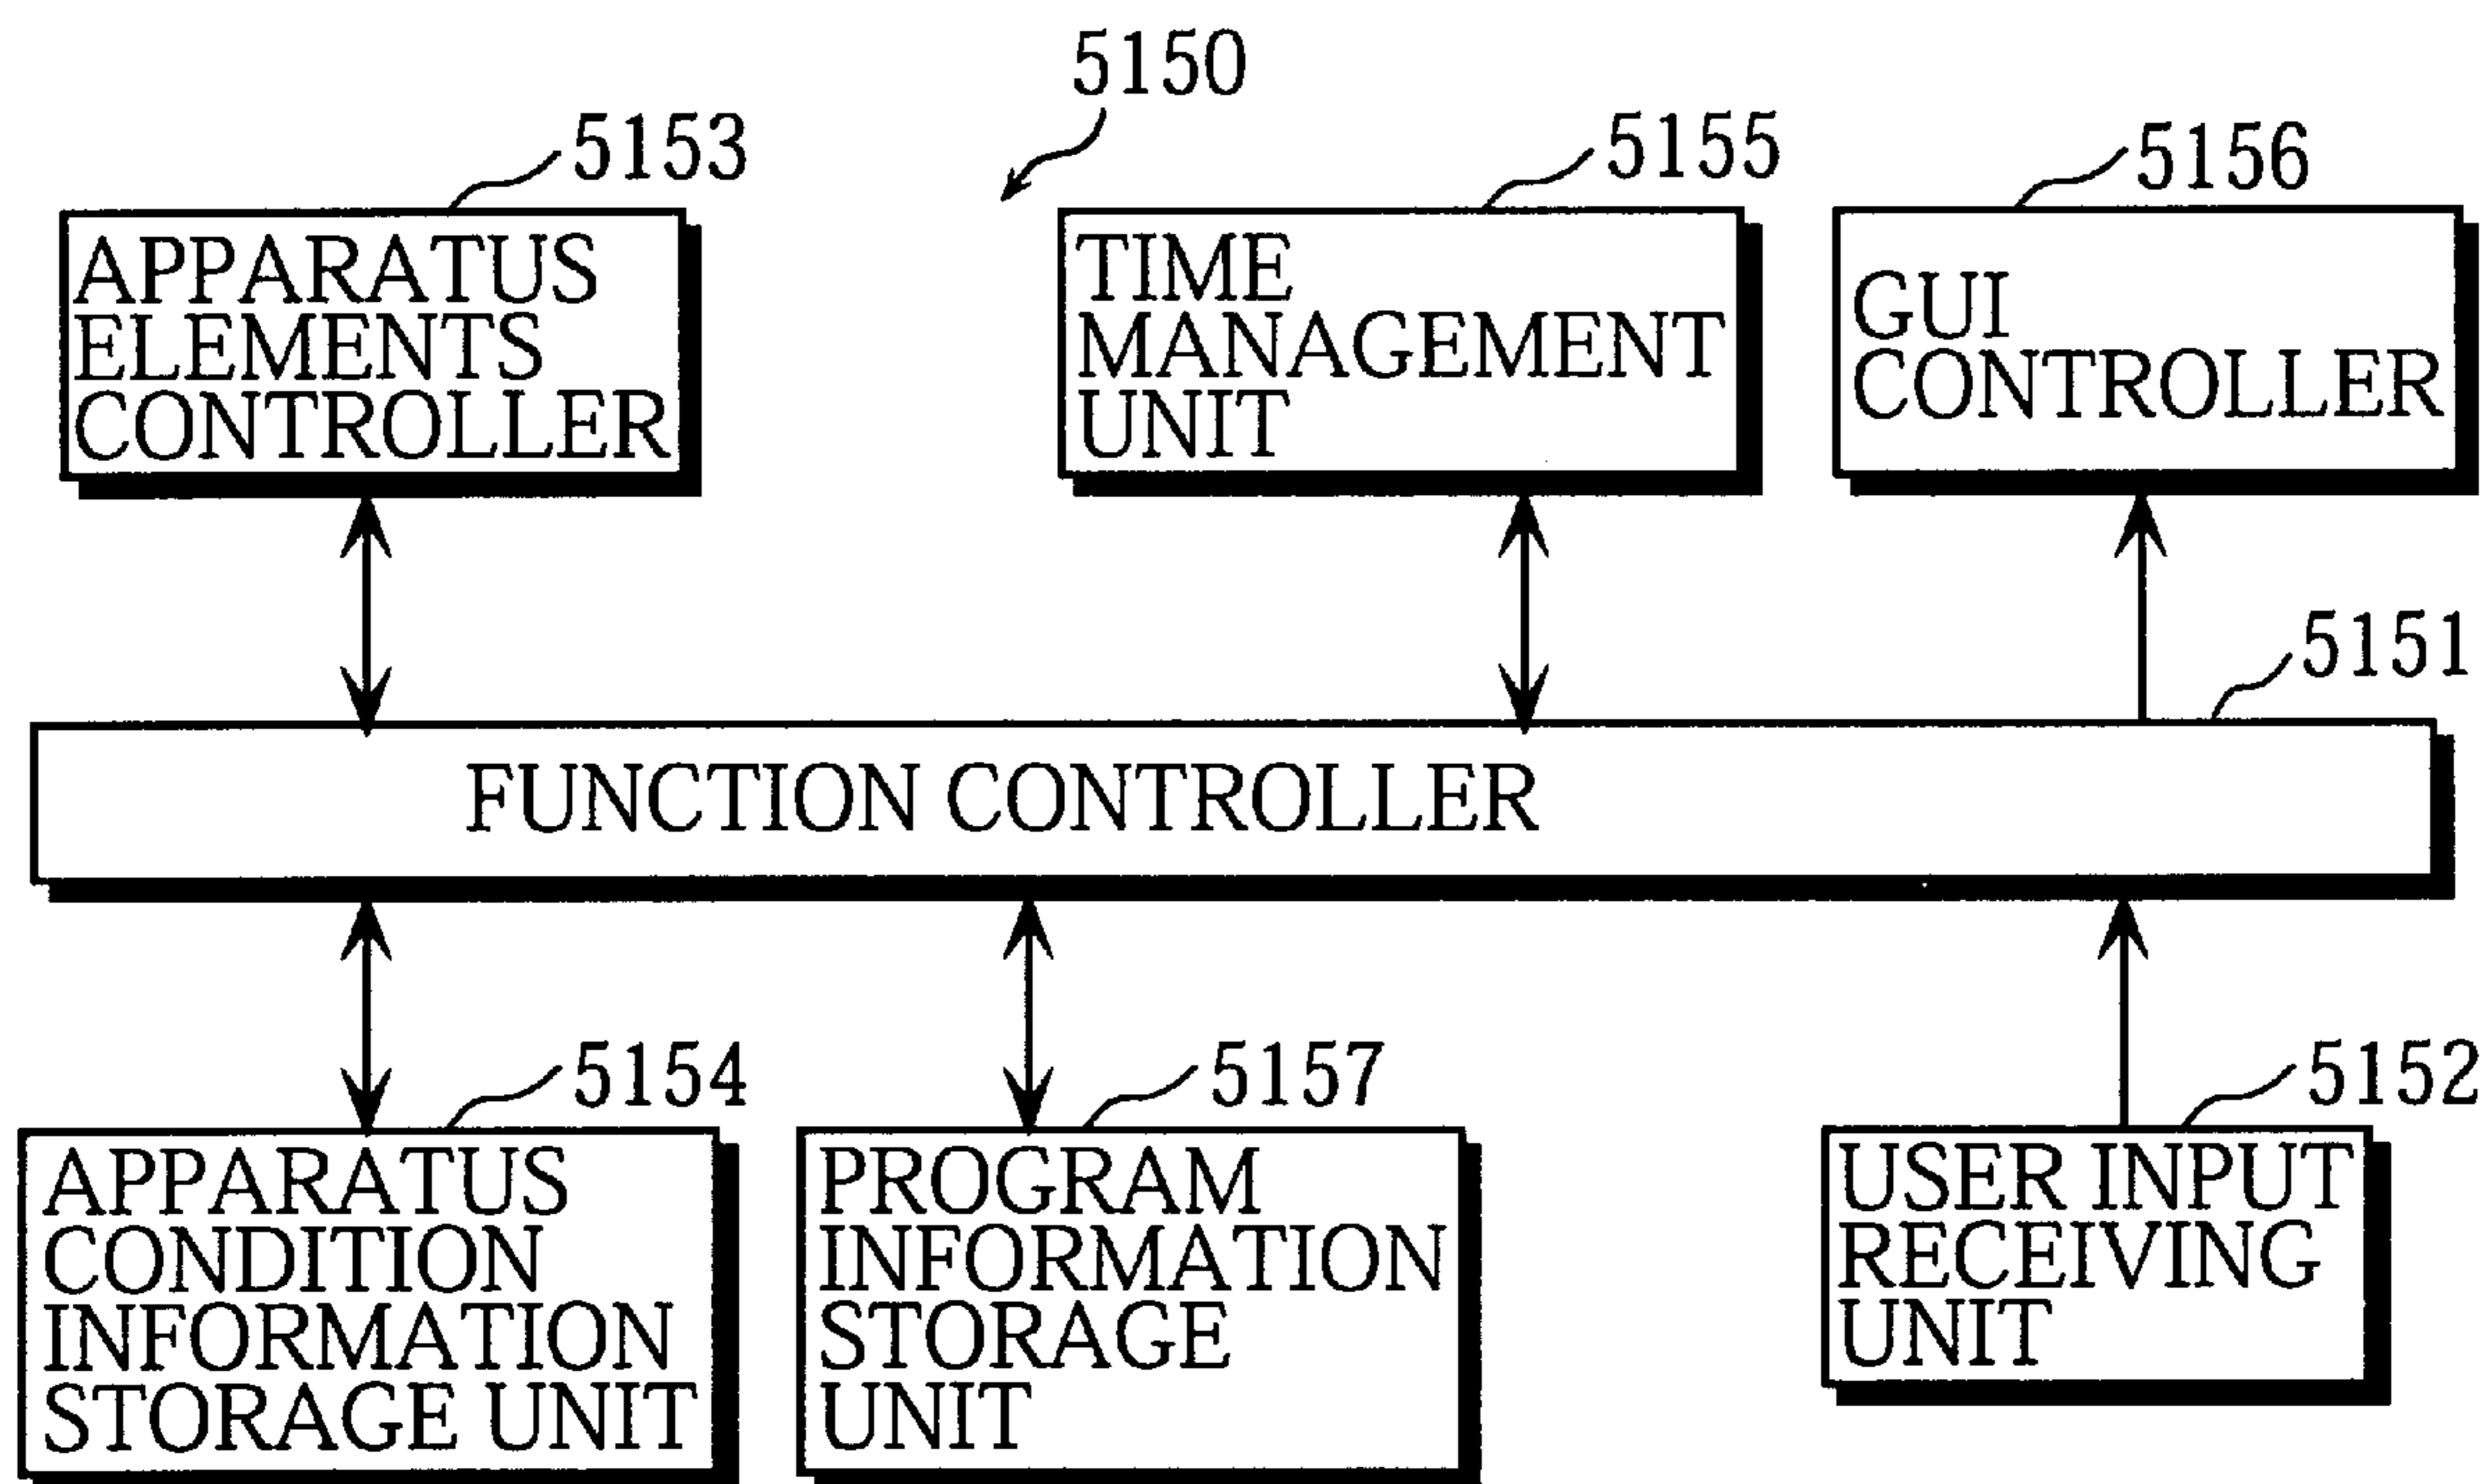 5150
5153
5155
5156
APPARATUS
ELEMENTS
CONTROLLER
TIME
MANAGEMENT
UNIT
GUI
CONTROLLER
5151
FUNCTION CONTROLLER
5154
5157
5152
APPARATUS
CONDITION
INFORMATION
STORAGE UNIT
PROGRAM
INFORMATION
STORAGE
UNIT
USER INPUT
RECEIVING
UNIT